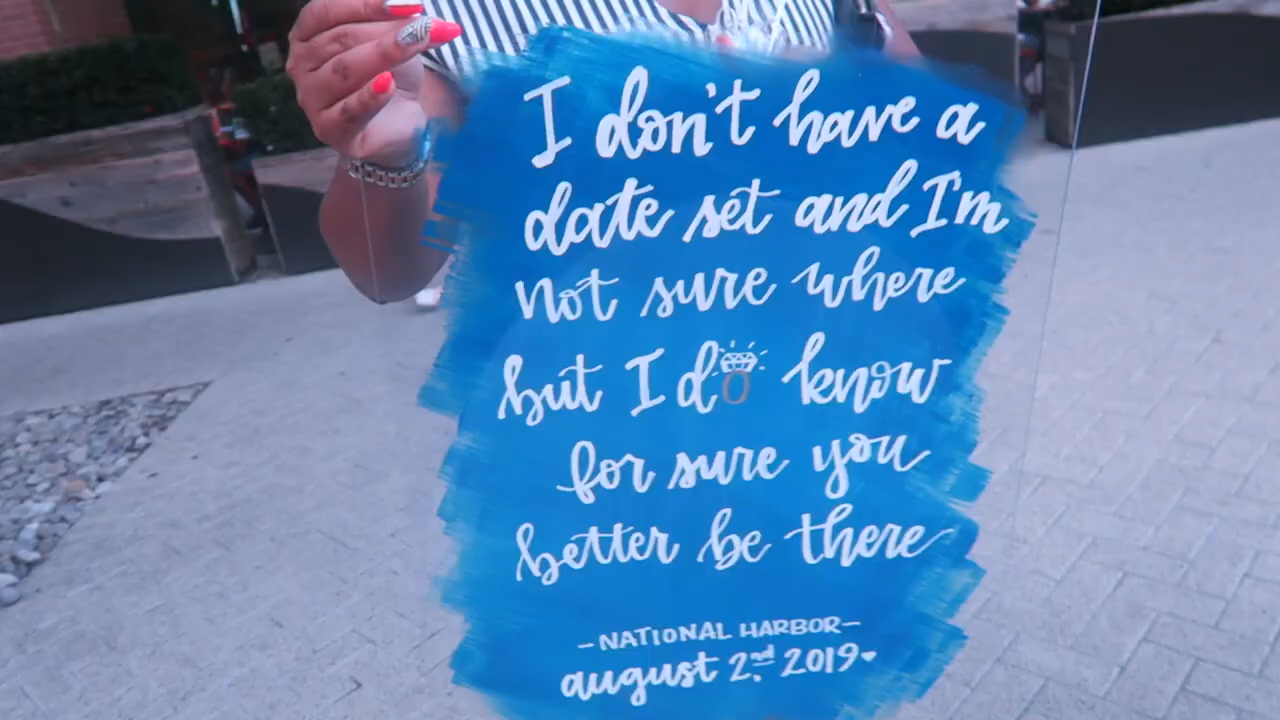 I don't have a
date set and I'm
not sure where
but I do know
for sure you
better be there
-NATIONAL HARBOR-
august 2nd 2019